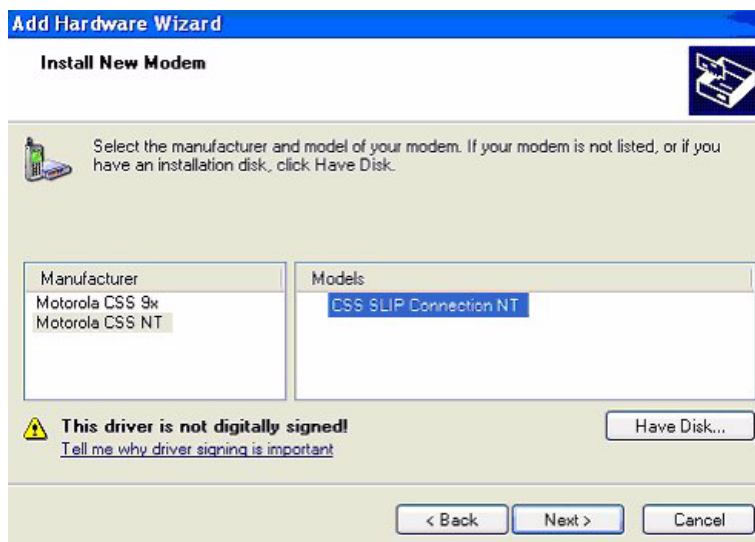 Add Hardware Wizard
Install New Modem
Select the manufacturer and model of your modem. If your modem is not listed, or if you
have an installation disk, click Have Disk.
Manufacturer
Motorola CSS 9x
Motorola CSS NT
Models
CSS SLIP Connection NT
This driver is not digitally signed!
Tell me why driver signing is important
Have Disk...
< Back
Next >
Cancel